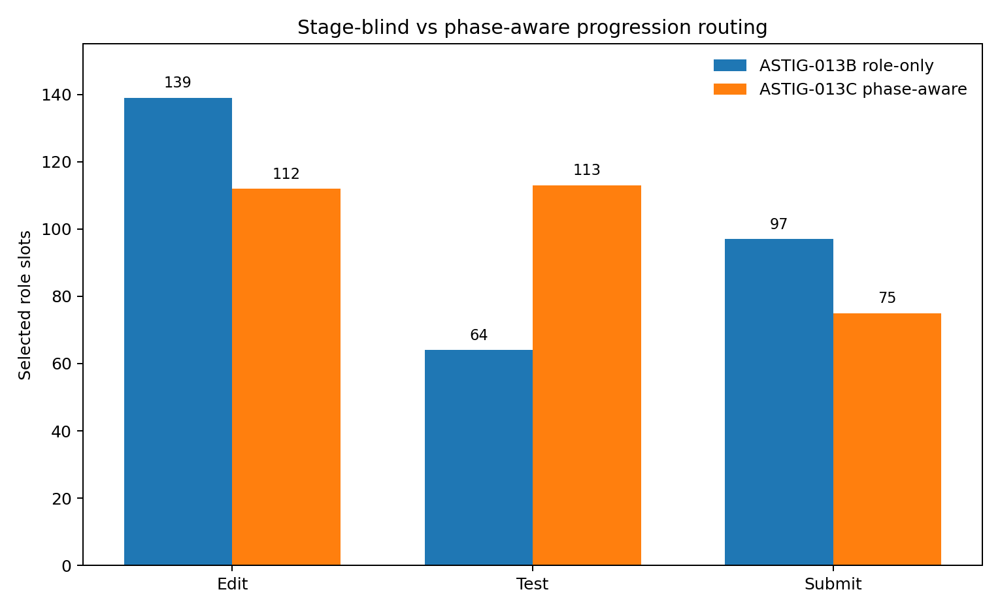 Stage-blind vs phase-aware progression routing
ASTIG-013B role-only
ASTIG-013C phase-aware
Selected role slots
140
120
100
80
60
40
20
0
139
112
64
113
97
75
Edit
Test
Submit